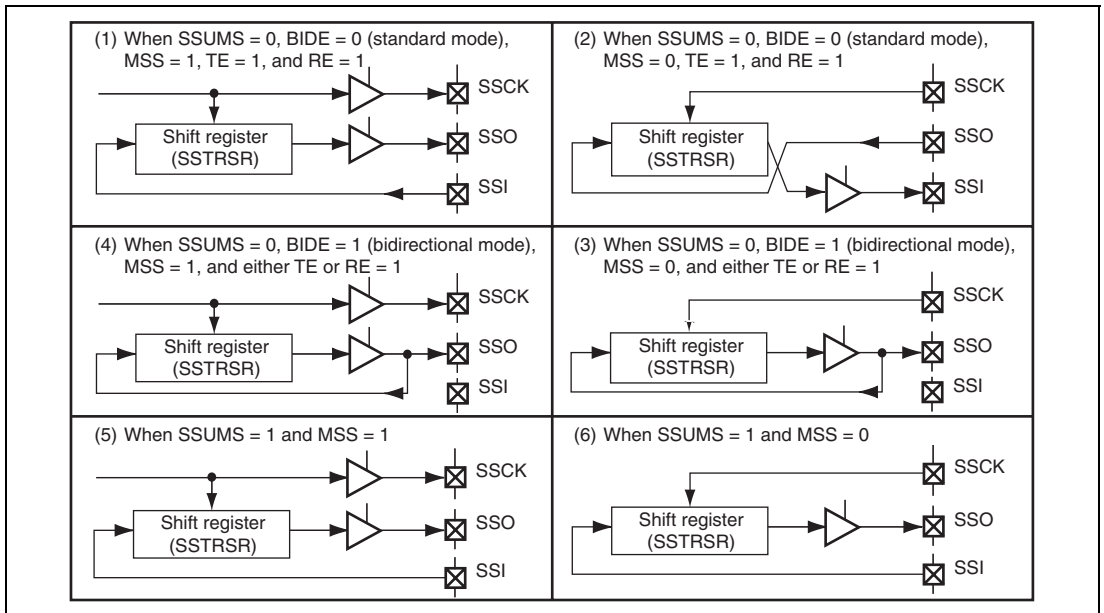 (1) When SSUMS = 0, BIDE = 0 (standard mode),
MSS = 1, TE = 1, and RE = 1
SSCK
Shift register
(SSTRSR)
SSO
SSI
(2) When SSUMS = 0, BIDE = 0 (standard mode),
MSS = 0, TE = 1, and RE = 1
SSCK
Shift register
(SSTRSR)
SSO
SSI
(4) When SSUMS = 0, BIDE = 1 (bidirectional mode),
MSS = 1, and either TE or RE = 1
SSCK
Shift register
(SSTRSR)
SSO
SSI
(3) When SSUMS = 0, BIDE = 1 (bidirectional mode),
MSS = 0, and either TE or RE = 1
SSCK
Shift register
(SSTRSR)
SSO
SSI
(5) When SSUMS = 1 and MSS = 1
SSCK
Shift register
(SSTRSR)
SSO
SSI
(6) When SSUMS = 1 and MSS = 0
SSCK
Shift register
(SSTRSR)
SSO
SSI